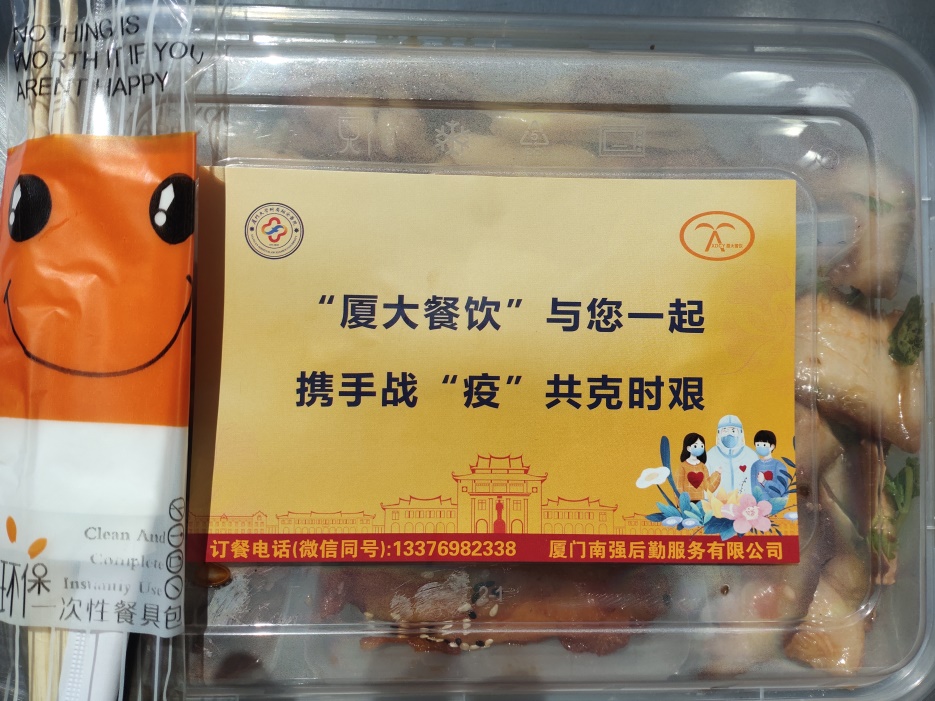 NOTHING IS
WORTH IT IF YOU
AREN'T HAPPY
“厦大餐饮”与您一起
携手战“疫”共克时艰
订餐电话(微信同号):13376982338 厦门南强后勤服务有限公司
Clean And
Complete
环保
一次性餐具包
21